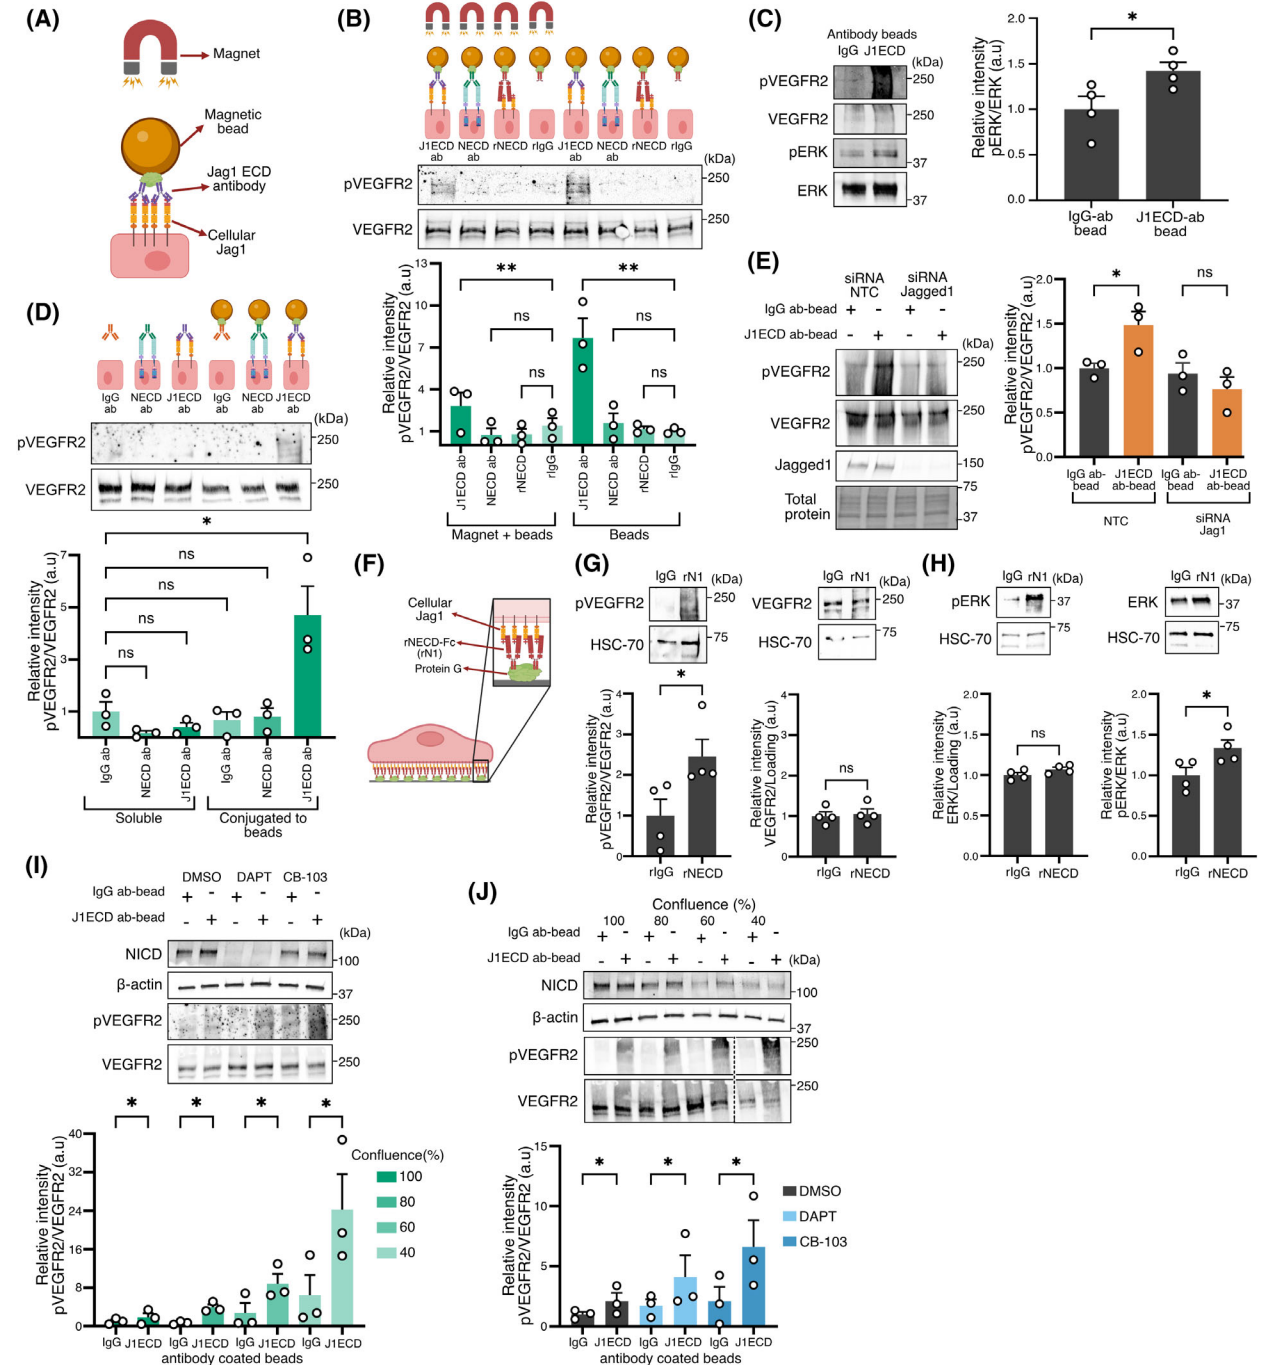 (A)
Magnet
Magnetic
bead
Jag1 ECD
antibody
Cellular
Jag1
(B)
J1ECD NECD rNECD rIgG J1ECD NECD rNECD rIgG
ab ab ab ab
(kDa)
pVEGFR2
250
VEGFR2
250
Relative intensity
pVEGFR2/VEGFR2 (a.u)
13
10
7
4
1
**
**
ns
ns
ns
ns
J1ECD ab
NECD ab
rNECD
rIgG
J1ECD ab
NECD ab
rNECD
rIgG
Magnet + beads
Beads
(C)
Antibody beads
IgG J1ECD
(kDa)
pVEGFR2
250
VEGFR2
250
pERK
37
ERK
37
Relative intensity
pERK/ERK (a.u)
2.0
1.5
1.0
0.5
0.0
*
IgG-ab
bead
J1ECD-ab
bead
(D)
IgG NECD J1ECD IgG NECD J1ECD
ab ab ab ab ab ab
(kDa)
pVEGFR2
250
VEGFR2
250
Relative intensity
pVEGFR2/VEGFR2 (a.u)
7
5
3
1
*
ns
ns
ns
ns
IgG ab
NECD ab
J1ECD ab
IgG ab
NECD ab
J1ECD ab
Soluble
Conjugated to
beads
(E)
siRNA siRNA
NTC Jagged1
IgG ab-bead + - + -
J1ECD ab-bead - + - +
(kDa)
pVEGFR2
250
VEGFR2
250
Jagged1
150
75
Total
protein
37
Relative intensity
pVEGFR2/VEGFR2 (a.u)
2.0
1.5
1.0
0.5
0.0
*
ns
IgG ab-
bead
J1ECD
ab-bead
IgG ab-
bead
J1ECD
ab-bead
NTC
siRNA
Jag1
(F)
Cellular
Jag1
rNECD-Fc
(rN1)
Protein G
(G)
IgG rN1 (kDa)
pVEGFR2
250
HSC-70
75
IgG rN1 (kDa)
VEGFR2
250
HSC-70
75
Relative intensity
pVEGFR2/VEGFR2 (a.u)
4
2
0
*
rIgG rNECD
Relative intensity
VEGFR2/Loading (a.u)
4
3
2
1
0
ns
rIgG rNECD
(H)
IgG rN1 (kDa)
pERK
37
HSC-70
75
IgG rN1 (kDa)
ERK
37
HSC-70
75
Relative intensity
ERK/Loading (a.u)
2.0
1.5
1.0
0.5
0.0
ns
rIgG rNECD
Relative intensity
pERK/ERK (a.u)
2.0
1.5
1.0
0.5
0.0
*
rIgG rNECD
(I)
DMSO DAPT CB-103
IgG ab-bead + - + - + -
J1ECD ab-bead - + - + - +
(kDa)
NICD
100
β-actin
37
pVEGFR2
250
VEGFR2
250
Relative intensity
pVEGFR2/VEGFR2 (a.u)
40
32
24
16
8
0
* * * *
Confluence(%)
100
80
60
40
IgG J1ECD IgG J1ECD IgG J1ECD IgG J1ECD
antibody coated beads
(J)
Confluence (%)
100 80 60 40
IgG ab-bead + - + - + - + -
J1ECD ab-bead - + - + - + - + (kDa)
NICD
100
β-actin
37
pVEGFR2
250
VEGFR2
250
Relative intensity
pVEGFR2/VEGFR2 (a.u)
15
10
5
0
* * *
DMSO
DAPT
CB-103
IgG J1ECD IgG J1ECD IgG J1ECD
antibody coated beads